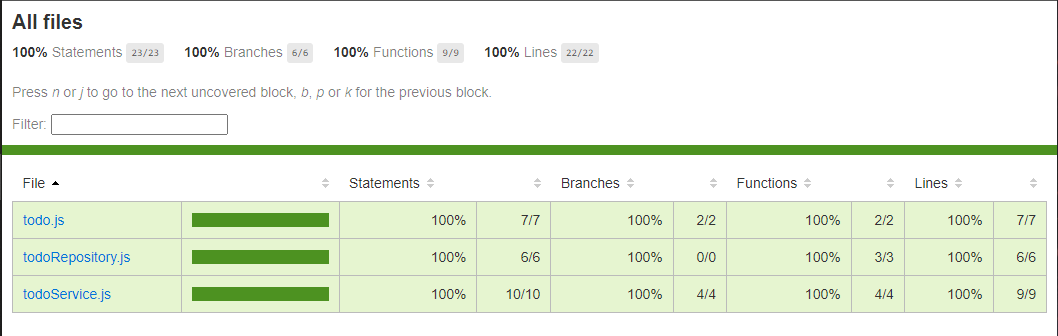 All files
100% Statements 23/23 100% Branches 6/6 100% Functions 9/9 100% Lines 22/22
Press n or j to go to the next uncovered block, b, p or k for the previous block.
Filter:
File Statements Branches Functions Lines
todo.js 100% 7/7 100% 2/2 100% 2/2 100% 7/7
todoRepository.js 100% 6/6 100% 0/0 100% 3/3 100% 6/6
todoService.js 100% 10/10 100% 4/4 100% 4/4 100% 9/9